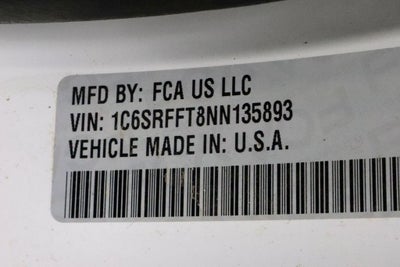 MFD BY: FCA US LLC
VIN: 1C6SRFFT8NN135893
VEHICLE MADE IN: U.S.A.